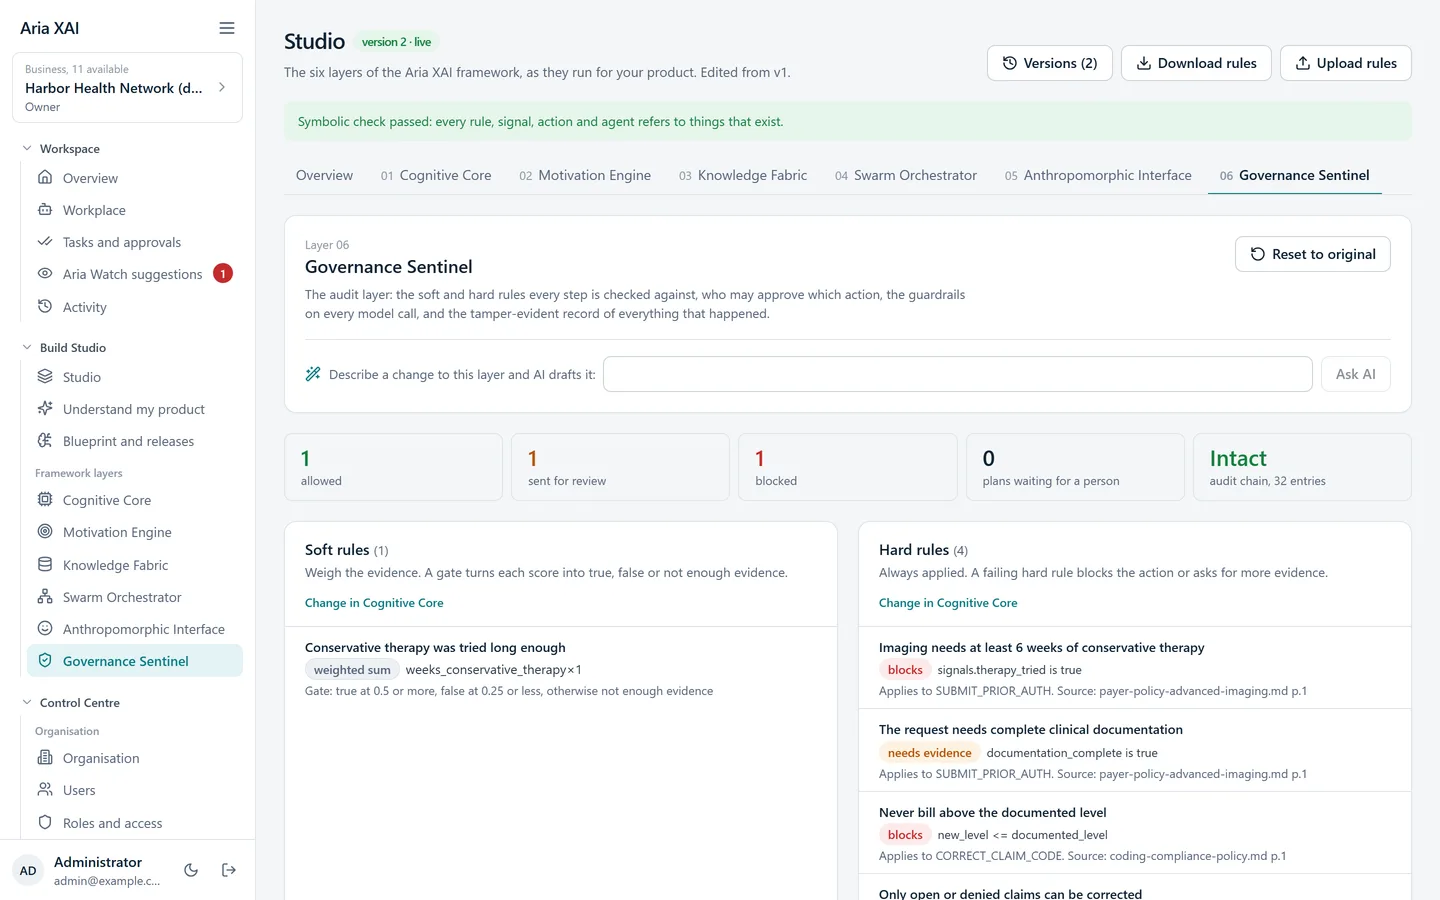 Aria XAI
Business, 11 available
Harbor Health Network (d...
Owner
Workspace
Overview
Workplace
Tasks and approvals
Aria Watch suggestions 1
Activity
Build Studio
Studio
Understand my product
Blueprint and releases
Framework layers
Cognitive Core
Motivation Engine
Knowledge Fabric
Swarm Orchestrator
Anthropomorphic Interface
Governance Sentinel
Control Centre
Organisation
Organisation
Users
Roles and access
AD
Administrator
admin@example.c...
Studio version 2 · live
The six layers of the Aria XAI framework, as they run for your product. Edited from v1.
Versions (2)
Download rules
Upload rules
Symbolic check passed: every rule, signal, action and agent refers to things that exist.
Overview 01 Cognitive Core 02 Motivation Engine 03 Knowledge Fabric 04 Swarm Orchestrator 05 Anthropomorphic Interface 06 Governance Sentinel
Layer 06
Governance Sentinel
Reset to original
The audit layer: the soft and hard rules every step is checked against, who may approve which action, the guardrails
on every model call, and the tamper-evident record of everything that happened.
Describe a change to this layer and AI drafts it:
Ask AI
1
allowed
1
sent for review
1
blocked
0
plans waiting for a person
Intact
audit chain, 32 entries
Soft rules (1)
Weigh the evidence. A gate turns each score into true, false or not enough evidence.
Change in Cognitive Core
Conservative therapy was tried long enough
weighted sum weeks_conservative_therapy×1
Gate: true at 0.5 or more, false at 0.25 or less, otherwise not enough evidence
Hard rules (4)
Always applied. A failing hard rule blocks the action or asks for more evidence.
Change in Cognitive Core
Imaging needs at least 6 weeks of conservative therapy
blocks signals.therapy_tried is true
Applies to SUBMIT_PRIOR_AUTH. Source: payer-policy-advanced-imaging.md p.1
The request needs complete clinical documentation
needs evidence documentation_complete is true
Applies to SUBMIT_PRIOR_AUTH. Source: payer-policy-advanced-imaging.md p.1
Never bill above the documented level
blocks new_level <= documented_level
Applies to CORRECT_CLAIM_CODE. Source: coding-compliance-policy.md p.1
Only open or denied claims can be corrected